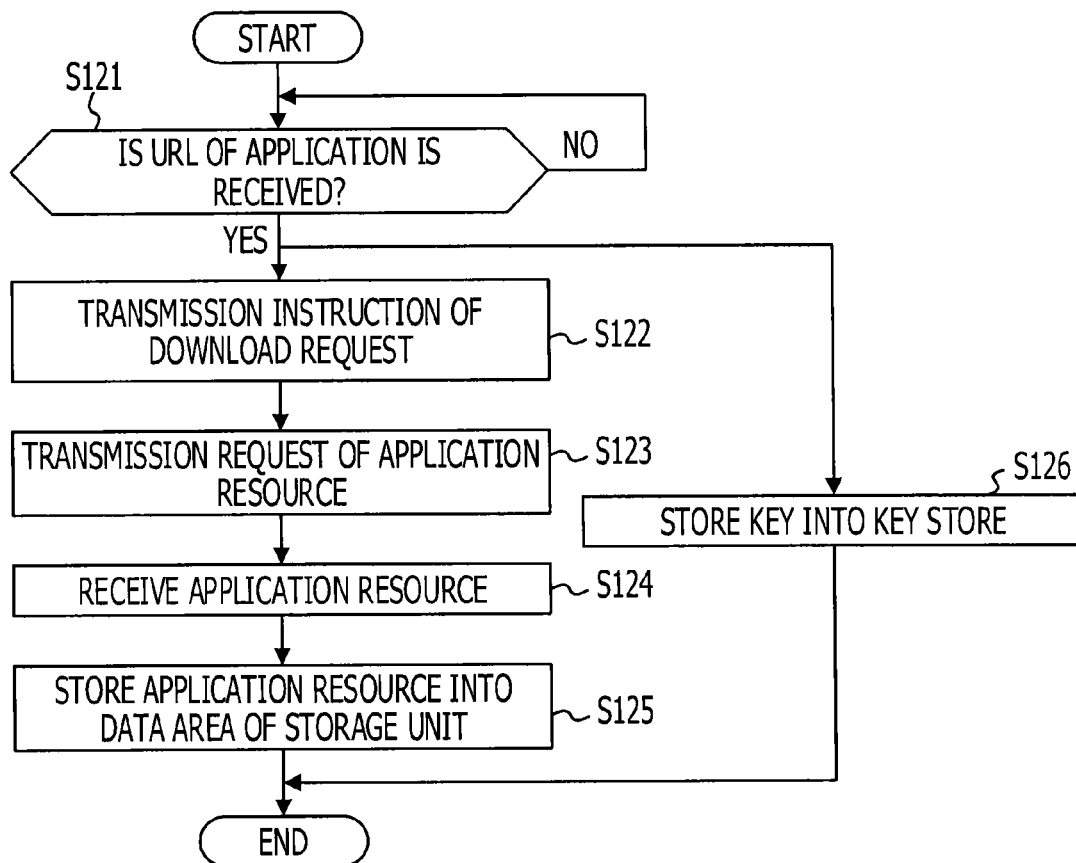 START
S121
IS URL OF APPLICATION IS
RECEIVED?
NO
YES
TRANSMISSION INSTRUCTION OF
DOWNLOAD REQUEST
S122
TRANSMISSION REQUEST OF APPLICATION
RESOURCE
S123
S126
STORE KEY INTO KEY STORE
RECEIVE APPLICATION RESOURCE
S124
STORE APPLICATION RESOURCE INTO
DATA AREA OF STORAGE UNIT
S125
END